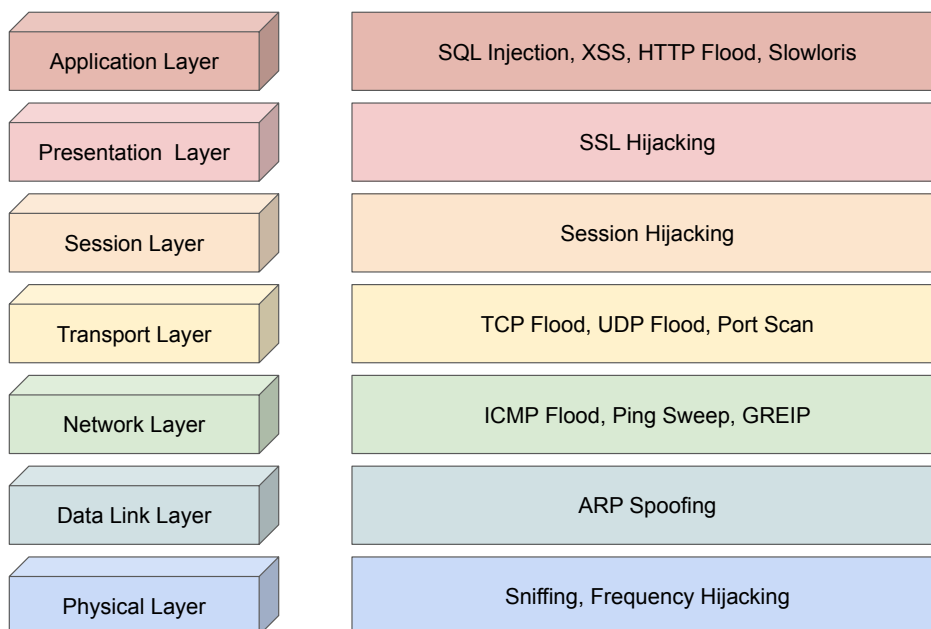 Application Layer
SQL Injection, XSS, HTTP Flood, Slowloris
Presentation  Layer
SSL Hijacking
Session Layer
Session Hijacking
Transport Layer
TCP Flood, UDP Flood, Port Scan
Network Layer
ICMP Flood, Ping Sweep, GREIP
Data Link Layer
ARP Spoofing
Physical Layer
Sniffing, Frequency Hijacking